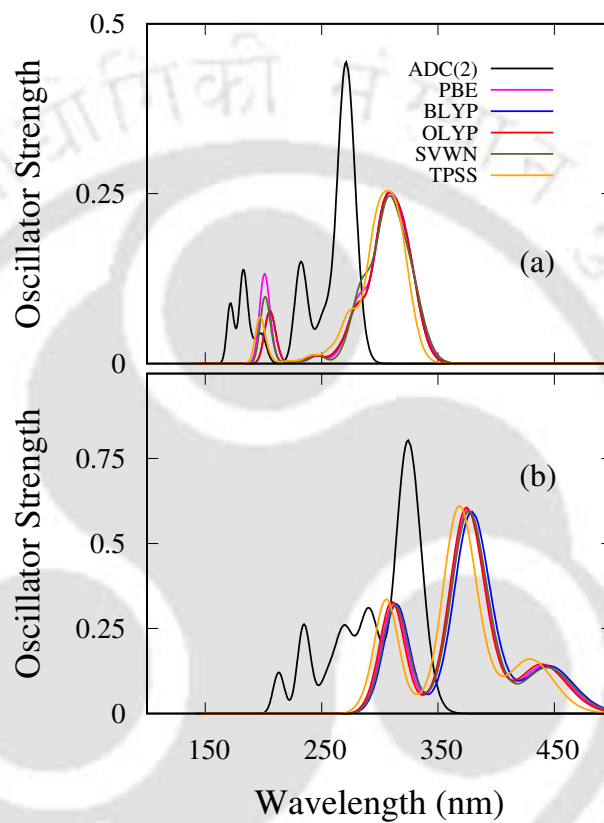 0.5
Oscillator Strength
ADC(2)
PBE
BLYP
OLYP
SVWN
TPSS
0.25
(a)
0
Oscillator Strength
0.75
(b)
0.5
0.25
0
150 250 350 450
Wavelength (nm)